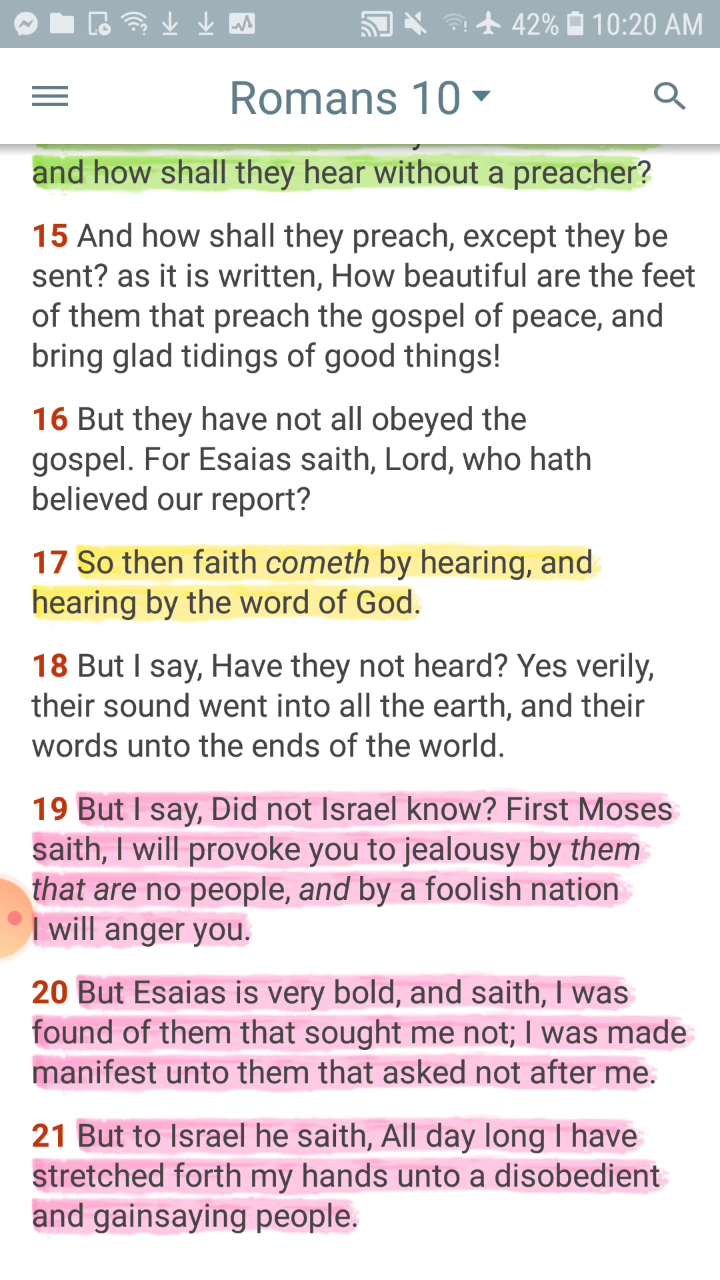 42% 10:20 AM
Romans 10
and how shall they hear without a preacher?
15 And how shall they preach, except they be
sent? as it is written, How beautiful are the feet
of them that preach the gospel of peace, and
bring glad tidings of good things!
16 But they have not all obeyed the
gospel. For Esaias saith, Lord, who hath
believed our report?
17 So then faith cometh by hearing, and
hearing by the word of God.
18 But I say, Have they not heard? Yes verily,
their sound went into all the earth, and their
words unto the ends of the world.
19 But I say, Did not Israel know? First Moses
saith, I will provoke you to jealousy by them
that are no people, and by a foolish nation
I will anger you.
20 But Esaias is very bold, and saith, I was
found of them that sought me not; I was made
manifest unto them that asked not after me.
21 But to Israel he saith, All day long I have
stretched forth my hands unto a disobedient
and gainsaying people.